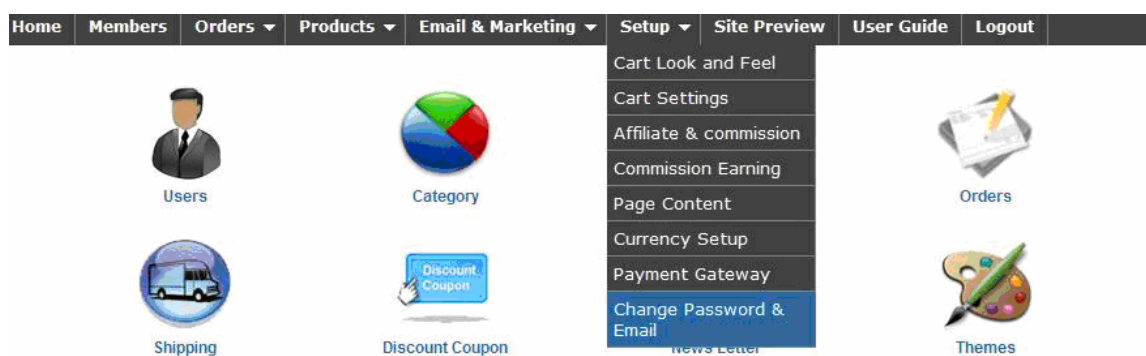 Home Members Orders Products Email & Marketing Setup Site Preview User Guide Logout
Cart Look and Feel
Cart Settings
Affiliate & commission
Commission Earning
Page Content
Currency Setup
Payment Gateway
Change Password &
Email
Users Category Orders
Discount
Coupon
Shipping Discount Coupon News Letter Themes